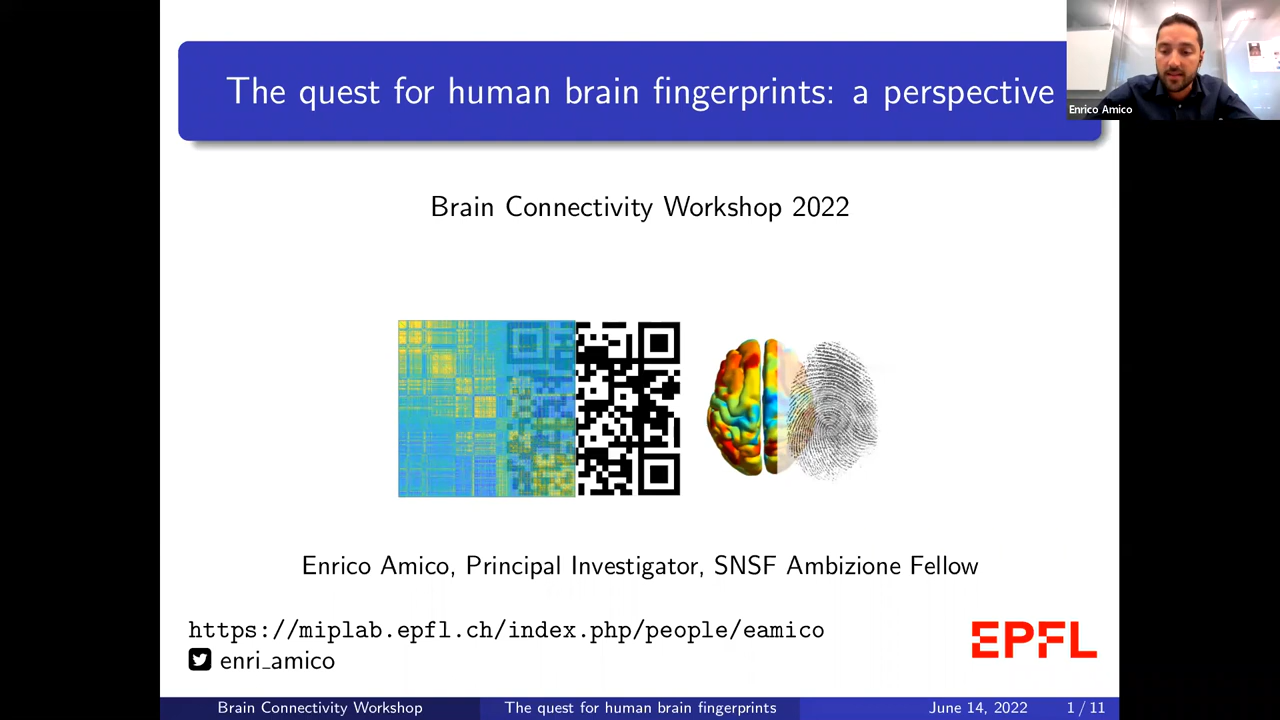 The quest for human brain fingerprints: a perspective
Enrico Amico
Brain Connectivity Workshop 2022
Enrico Amico, Principal Investigator, SNSF Ambizione Fellow
https://miplab.epfl.ch/index.php/people/eamico
enri_amico
EPFL
Brain Connectivity Workshop
The quest for human brain fingerprints
June 14, 2022
1 / 11